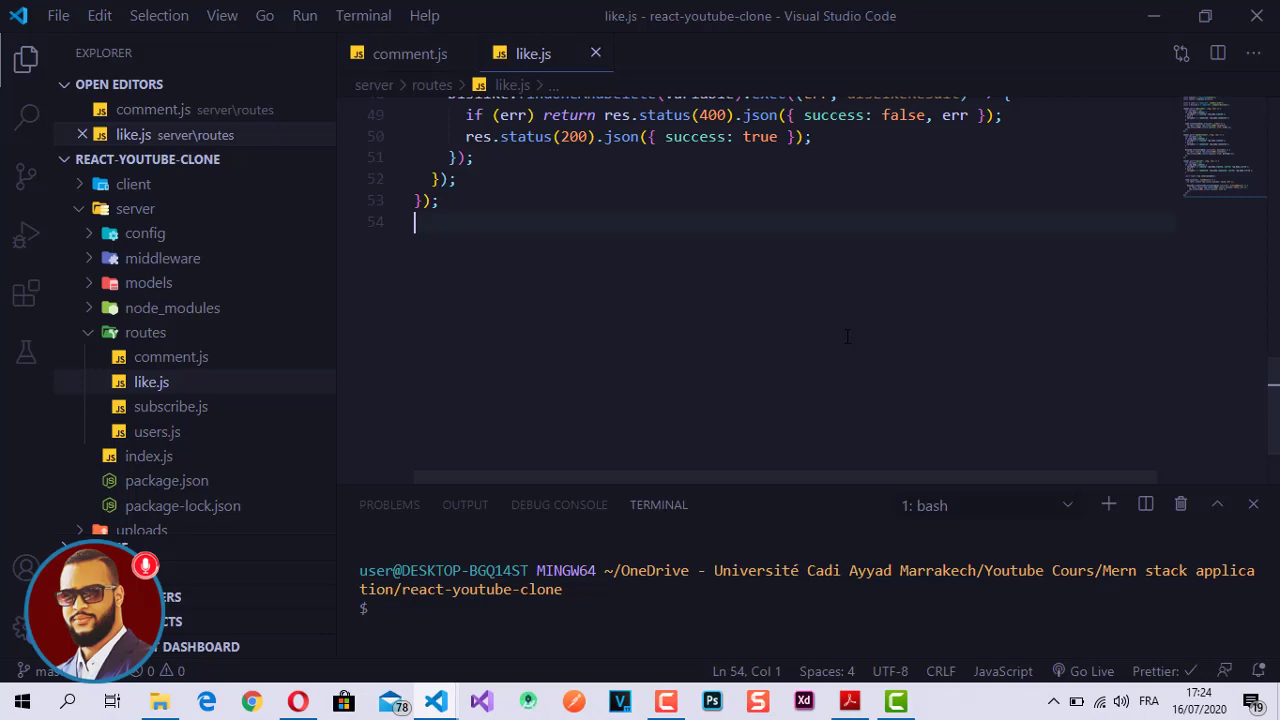 File Edit Selection View Go Run Terminal Help
like.js - react-youtube-clone - Visual Studio Code
EXPLORER
comment.js
like.js
OPEN EDITORS
comment.js server\routes
like.js server\routes
REACT-YOUTUBE-CLONE
client
server
config
middleware
models
node_modules
routes
comment.js
like.js
subscribe.js
users.js
index.js
package.json
package-lock.json
uploads
DASHBOARD
server > routes > like.js > ...
49 if (err) return res.status(400).json({ success: false, err });
50 res.status(200).json({ success: true });
51 });
52 });
53 });
54
PROBLEMS OUTPUT DEBUG CONSOLE TERMINAL
1: bash
user@DESKTOP-BGQ14ST MINGW64 ~/OneDrive - Université Cadi Ayyad Marrakech/Youtube Cours/Mern stack applica
tion/react-youtube-clone
$
0 0
Ln 54, Col 1 Spaces: 4 UTF-8 CRLF JavaScript Go Live Prettier: ✓
78
FRA
17:24
16/07/2020
19